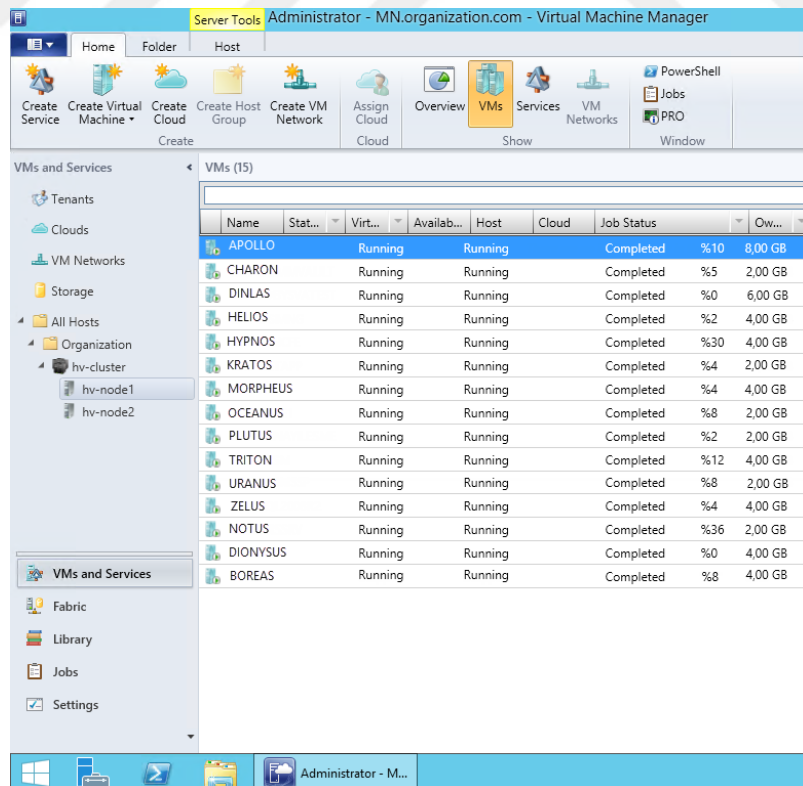 Server Tools Administrator - MN.organization.com - Virtual Machine Manager
Home Folder Host
Create Service
Create Virtual Machine
Create Cloud
Create Host Group
Create VM Network
Assign Cloud
Overview
VMs
Services
VM Networks
PowerShell
Jobs
PRO
Create Cloud Show Window
VMs and Services
Tenants
Clouds
VM Networks
Storage
All Hosts
Organization
hv-cluster
hv-node1
hv-node2
VMs and Services
Fabric
Library
Jobs
Settings
VMs (15)
Name Stat... Virt... Availab... Host Cloud Job Status Ow...
APOLLO Running Running Completed %10 8,00 GB
CHARON Running Running Completed %5 2,00 GB
DINLAS Running Running Completed %0 6,00 GB
HELIOS Running Running Completed %2 4,00 GB
HYPNOS Running Running Completed %30 4,00 GB
KRATOS Running Running Completed %4 2,00 GB
MORPHEUS Running Running Completed %4 4,00 GB
OCEANUS Running Running Completed %8 2,00 GB
PLUTUS Running Running Completed %2 2,00 GB
TRITON Running Running Completed %12 4,00 GB
URANUS Running Running Completed %8 2,00 GB
ZELUS Running Running Completed %4 4,00 GB
NOTUS Running Running Completed %36 2,00 GB
DIONYSUS Running Running Completed %0 4,00 GB
BOREAS Running Running Completed %8 4,00 GB
Administrator - M...